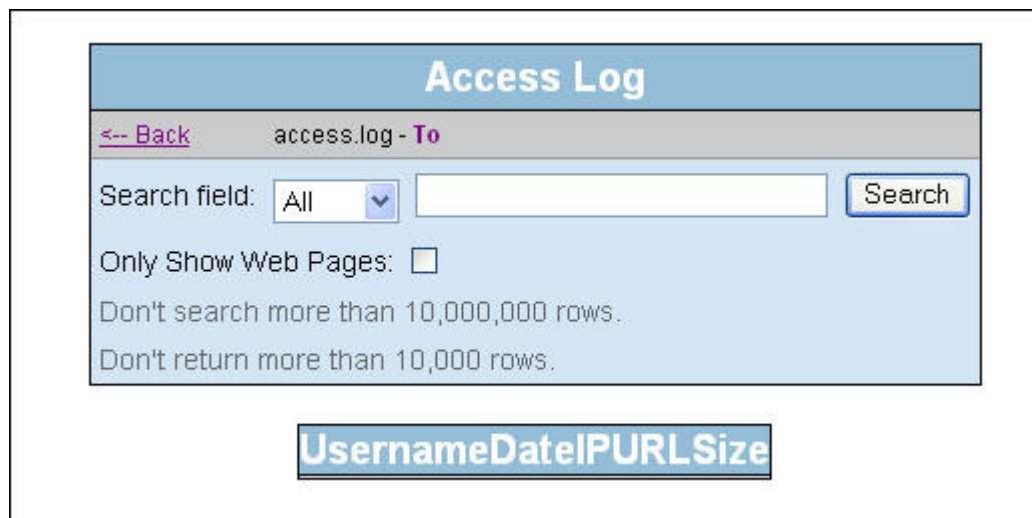 Access Log
<-- Back access.log - To
Search field: All Search
Only Show Web Pages:
Don't search more than 10,000,000 rows.
Don't return more than 10,000 rows.
UsernameDateIPURLSize